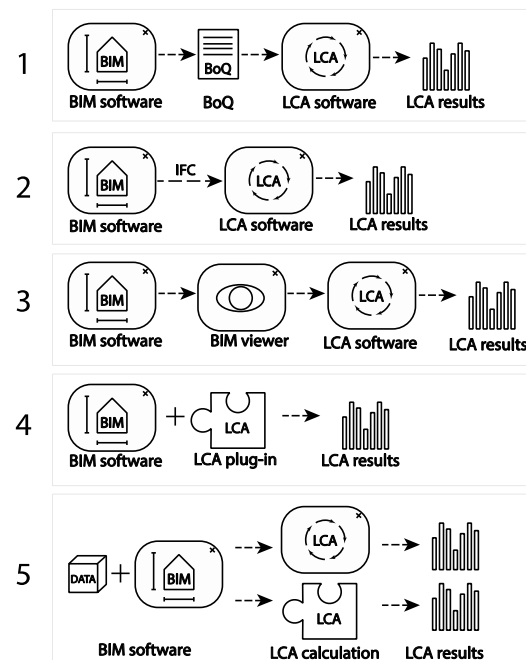 1
BIM
BoQ
LCA
BIM software
BoQ
LCA software
LCA results
2
BIM
IFC
LCA
BIM software
LCA software
LCA results
3
BIM
LCA
BIM software
BIM viewer
LCA software
LCA results
4
BIM
LCA
BIM software
LCA plug-in
LCA results
5
DATA
BIM
LCA
LCA
BIM software
LCA calculation
LCA results